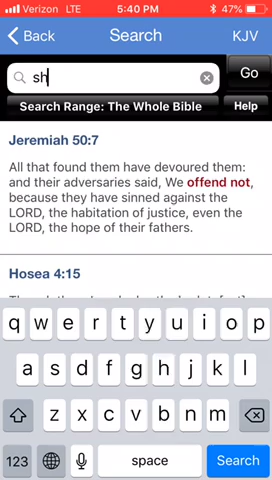 Verizon LTE 5:40 PM 47%
Back Search KJV
sh Go
Search Range: The Whole Bible Help
Jeremiah 50:7
All that found them have devoured them:
and their adversaries said, We offend not,
because they have sinned against the
LORD, the habitation of justice, even the
LORD, the hope of their fathers.
Hosea 4:15
q w e r t y u i o p
a s d f g h j k l
z x c v b n m
123 space Search